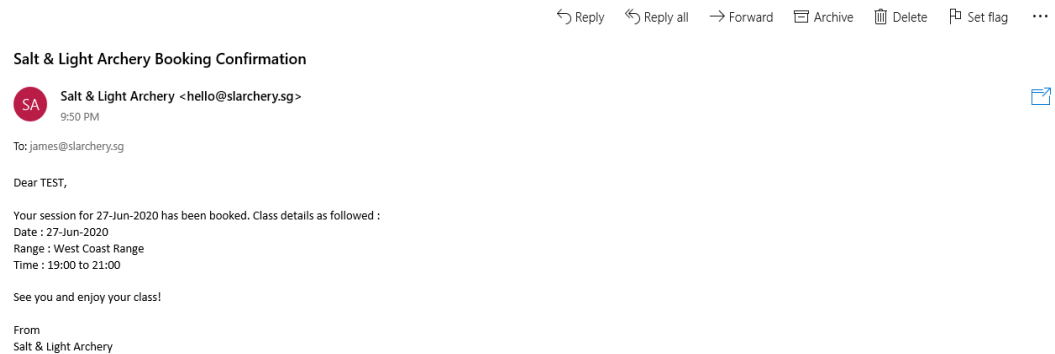 Reply Reply all Forward Archive Delete Set flag ...
Salt & Light Archery Booking Confirmation
SA
Salt & Light Archery <hello@slarchery.sg>
9:50 PM
To: james@slarchery.sg
Dear TEST,
Your session for 27-Jun-2020 has been booked. Class details as followed :
Date : 27-Jun-2020
Range : West Coast Range
Time : 19:00 to 21:00
See you and enjoy your class!
From
Salt & Light Archery